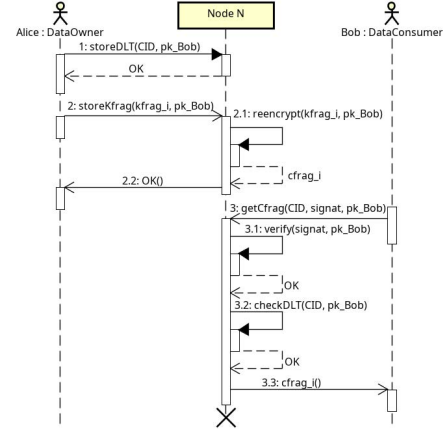 Node N
Alice : DataOwner
Bob : DataConsumer
1: storeDLT(CID, pk_Bob)
OK
2: storeKfrag(kfrag_i, pk_Bob)
2.1: reencrypt(kfrag_i, pk_Bob)
cfrag_i
2.2: OK()
3: getCfrag(CID, signat, pk_Bob)
3.1: verify(signat, pk_Bob)
OK
3.2: checkDLT(CID, pk_Bob)
OK
3.3: cfrag_i()